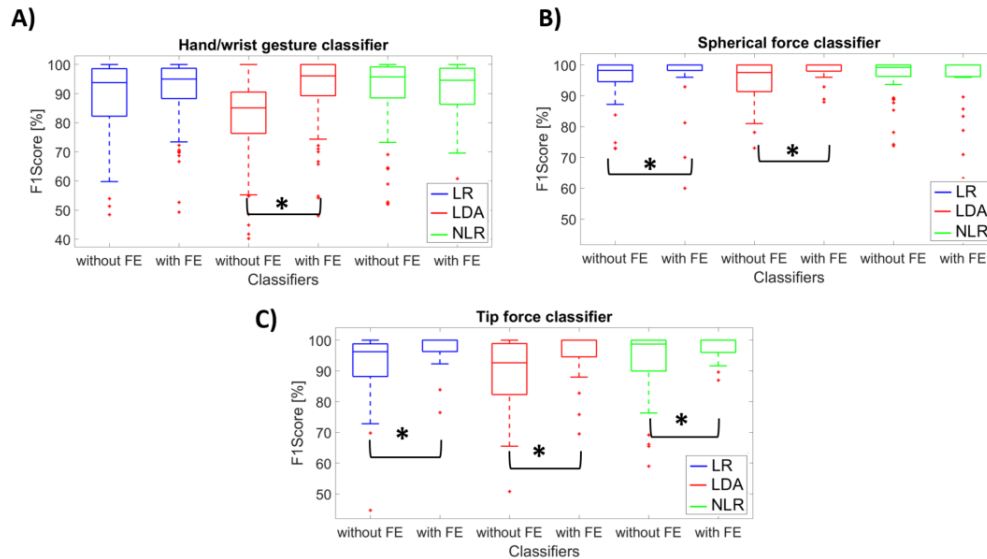 A)
Hand/wrist gesture classifier
100
90
80
70
60
50
40
F1Score [%]
*
LR
LDA
NLR
without FE with FE without FE with FE without FE with FE
Classifiers
B)
Spherical force classifier
100
90
80
70
60
50
F1Score [%]
* *
LR
LDA
NLR
without FE with FE without FE with FE without FE with FE
Classifiers
C)
Tip force classifier
100
90
80
70
60
50
F1Score [%]
* * *
LR
LDA
NLR
without FE with FE without FE with FE without FE with FE
Classifiers